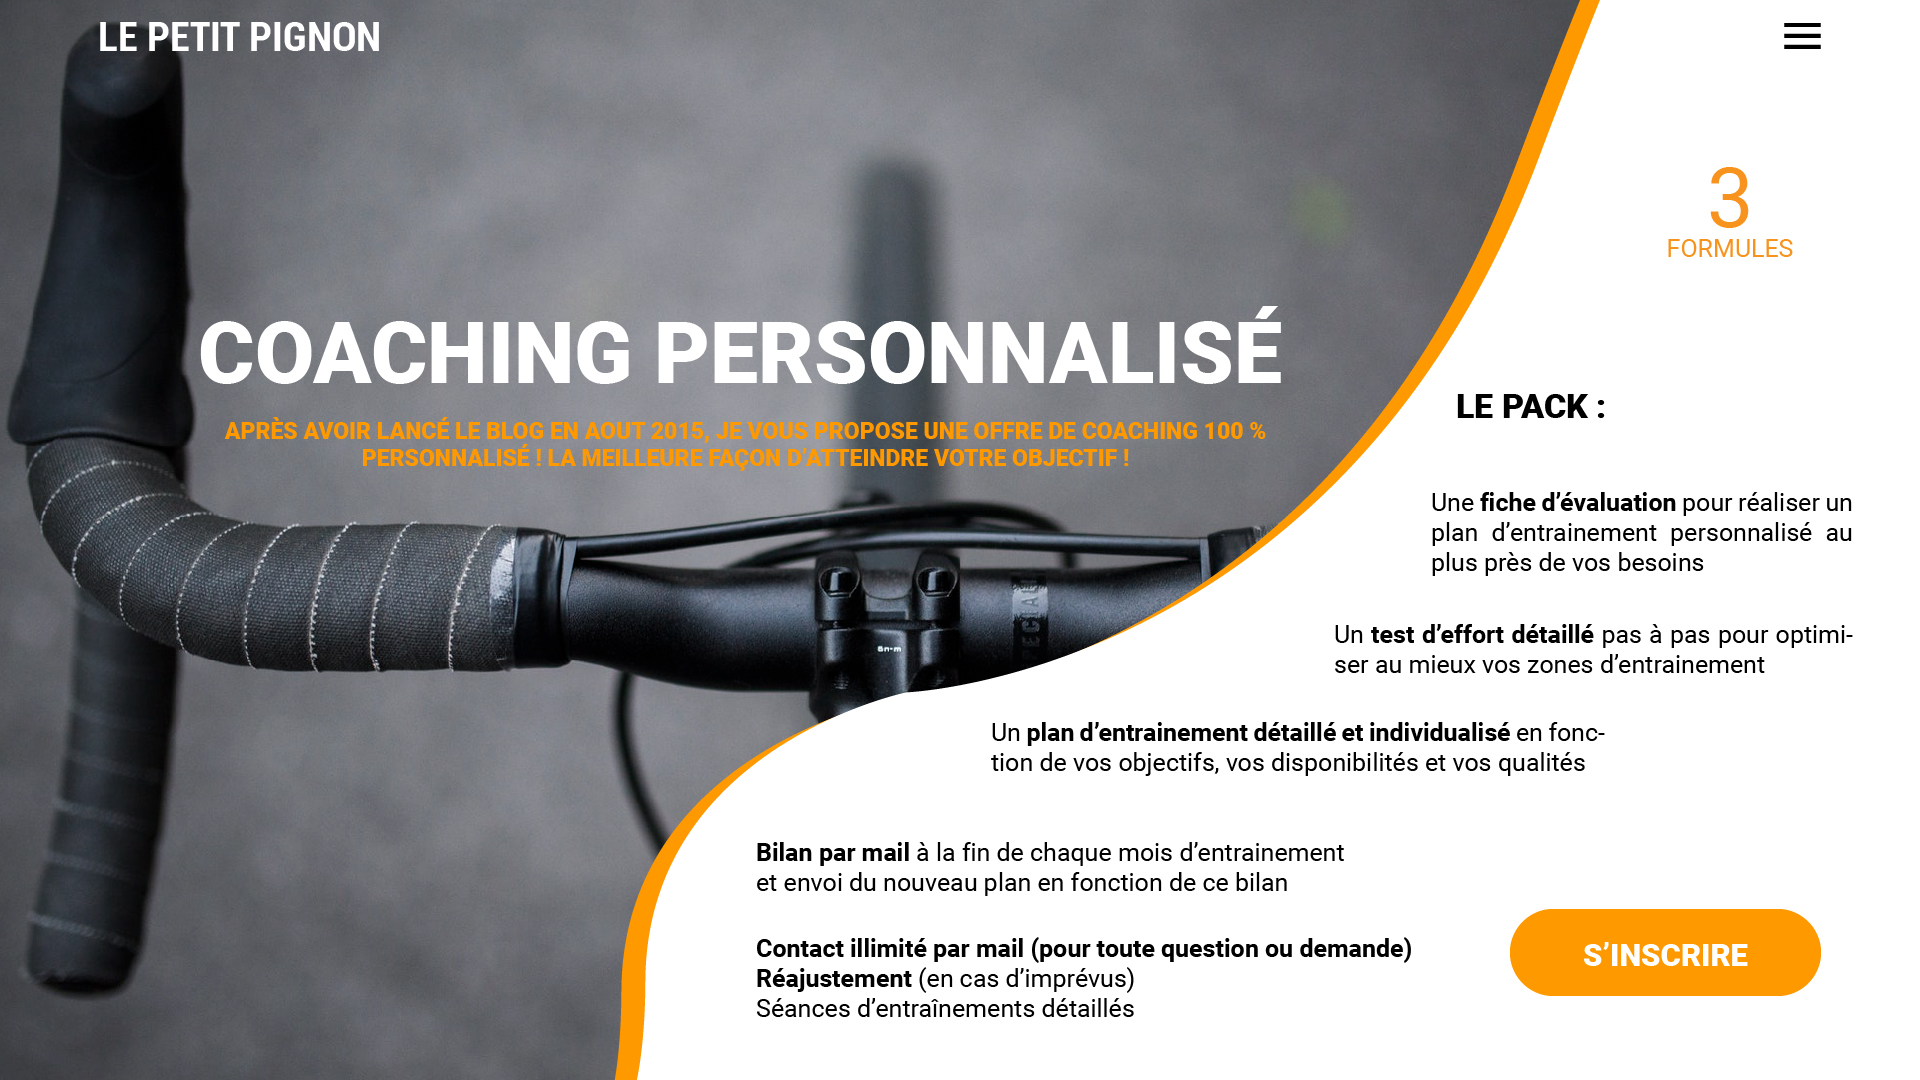 LE PETIT PIGNON
3
FORMULES
COACHING PERSONNALISÉ
APRÈS AVOIR LANCÉ LE BLOG EN AOUT 2015, JE VOUS PROPOSE UNE OFFRE DE COACHING 100 %
PERSONNALISÉ ! LA MEILLEURE FAÇON D’ATTEINDRE VOTRE OBJECTIF !
LE PACK :
Une fiche d’évaluation pour réaliser un
plan d’entrainement personnalisé au
plus près de vos besoins
Un test d’effort détaillé pas à pas pour optimi-
ser au mieux vos zones d’entrainement
6n-m
Un plan d’entrainement détaillé et individualisé en fonc-
tion de vos objectifs, vos disponibilités et vos qualités
Bilan par mail à la fin de chaque mois d’entrainement
et envoi du nouveau plan en fonction de ce bilan
Contact illimité par mail (pour toute question ou demande)
Réajustement (en cas d’imprévus)
Séances d’entraînements détaillés
S’INSCRIRE